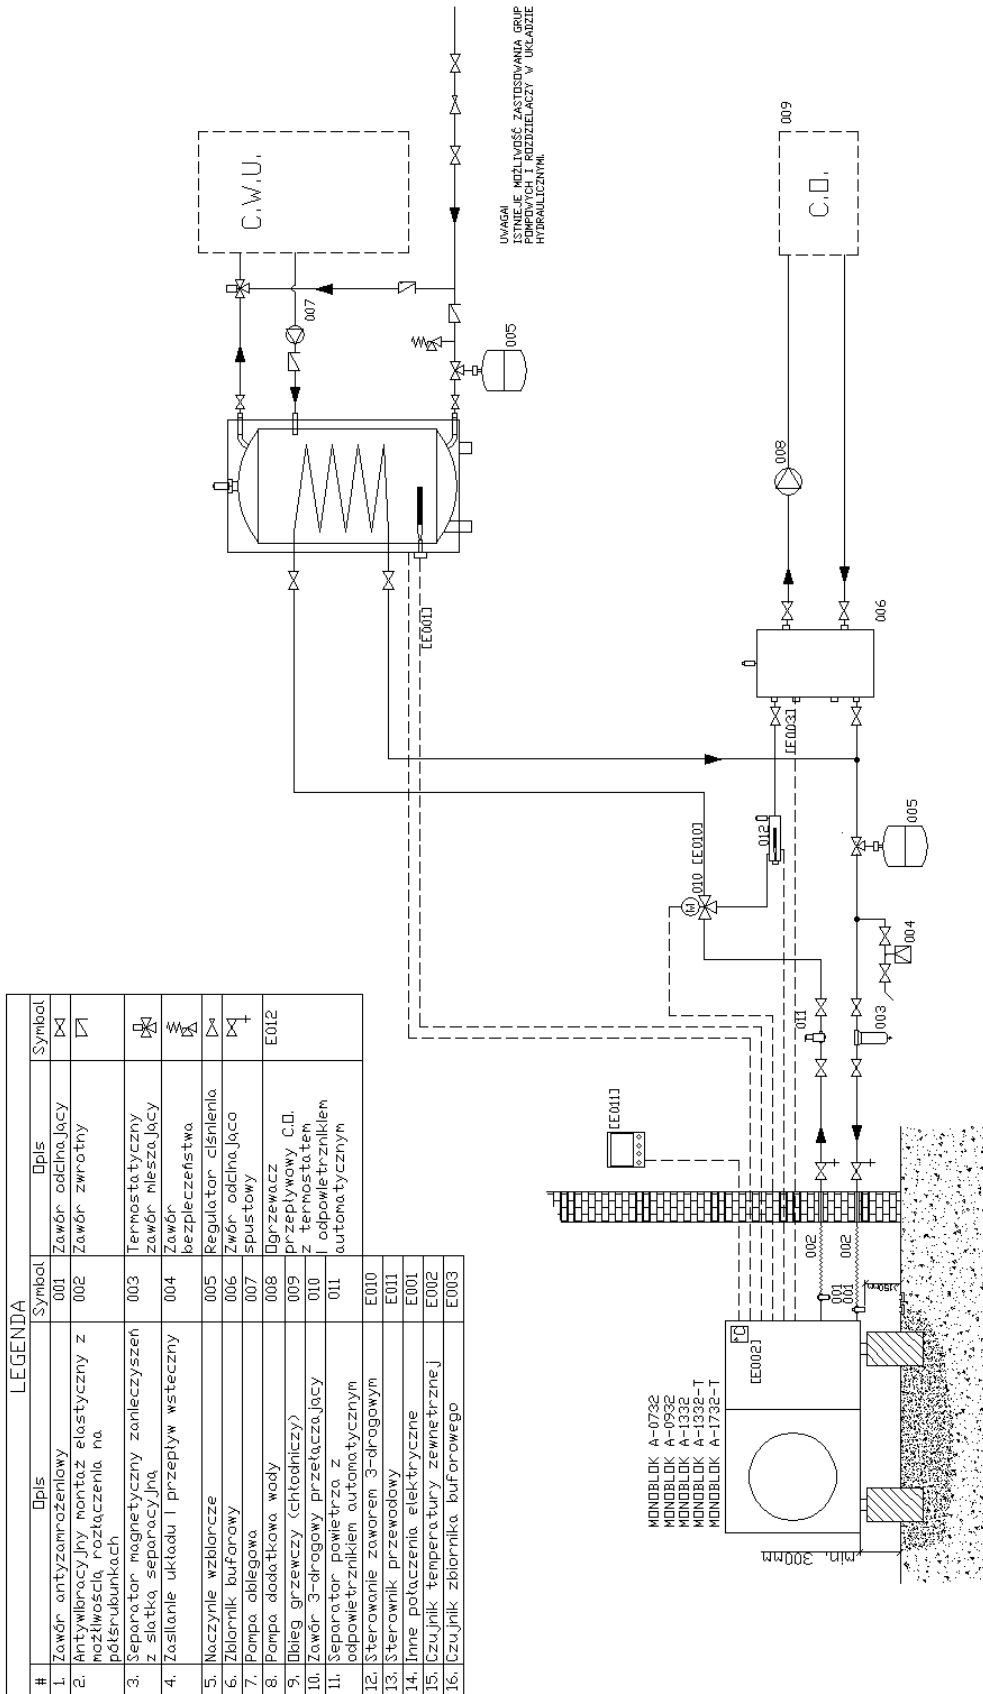 LEGENDA
# Opis Symbol Opis Symbol
1. Zawór antyzamrożeniowy 001 Zawór odcinający
2. Antywibracyjny montaż elastyczny z 002 Zawór zwrotny
możliwością rozłączenia na
półśrubunkach
3. Separator magnetyczny zanieczyszczeń 003 Termostatyczny
z siatką separacyjną zawór mieszający
4. Zasilanie układu i przepływ wsteczny 004 Zawór
bezpieczeństwa
5. Naczynie wzbiorcze 005 Regulator ciśnienia
6. Zbiornik buforowy 006 Zwór odcinająco
7. Pompa obiegowa 007 spustowy
8. Pompa dodatkowa wody 008 Ogrzewacz E012
9. Obieg grzewczy (chłodniczy) 009 przepływowy C.O.
10. Zawór 3-drogowy przełączający 010 z termostatem
11. Separator powietrza z 011 i odpowietrznikiem
odpowietrznikiem automatycznym automatycznym
12. Sterowanie zaworem 3-drogowym E010
13. Sterownik przewodowy E011
14. Inne połączenia elektryczne E001
15. Czujnik temperatury zewnętrznej E002
16. Czujnik zbiornika buforowego E003
MONOBLOK A-0732
MONOBLOK A-0932
MONOBLOK A-1332
MONOBLOK A-1332-T
MONOBLOK A-1732-T
min. 300mm
°C
[E002]
001
001
>150mm
002
002
[E011]
011
003
004
M
010 [E010]
012
005
[E003]
006
[E001]
008
C.O.
009
005
007
C.W.U.
UWAGA!
ISTNIEJE MOŻLIWOŚĆ ZASTOSOWANIA GRUP
POMPOWYCH I ROZDZIELACZY W UKŁADZIE
HYDRAULICZNYM.